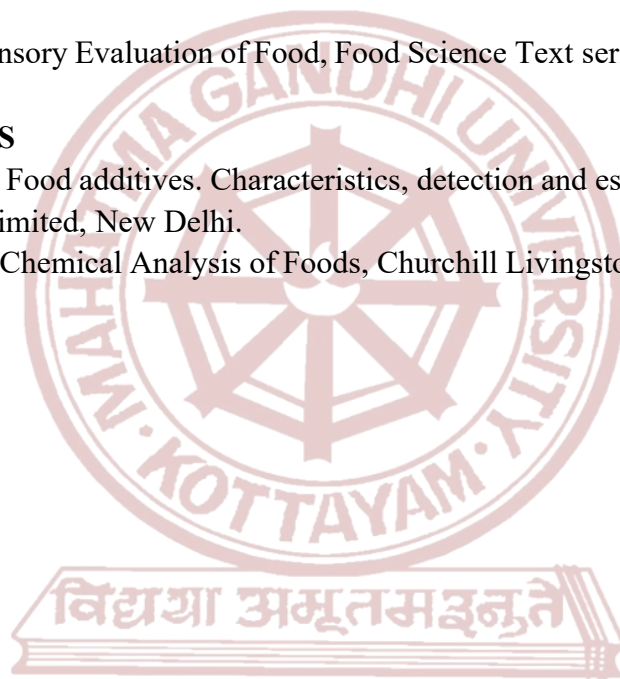 nsory Evaluation of Food, Food Science Text ser
S
Food additives. Characteristics, detection and es
imited, New Delhi.
Chemical Analysis of Foods, Churchill Livingsto
MAHATMA GANDHI UNIVERSITY
KOTTAYAM
विद्यया अमृतमश्नुते